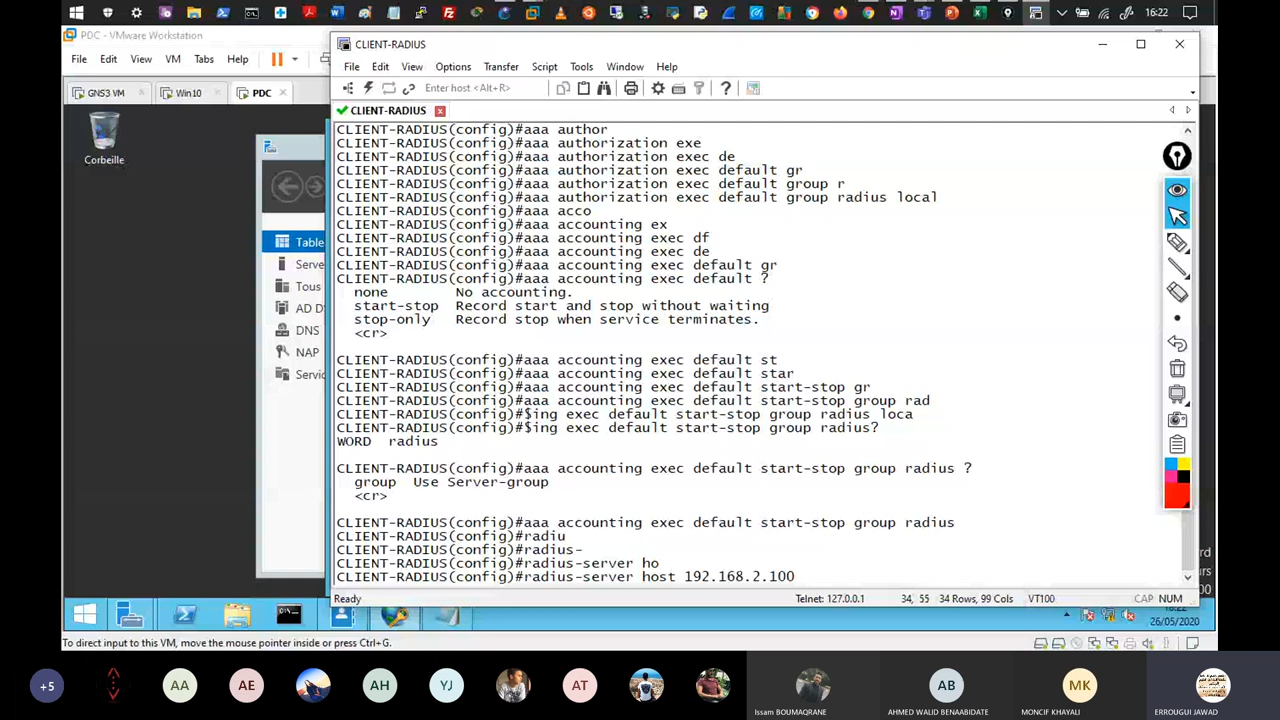 16:22
PDC - VMware Workstation
File Edit View VM Tabs Help
GNS3 VM
Win10
PDC
Corbeille
Table
Serve
Tous
AD D
DNS
NAP
Servic
CLIENT-RADIUS
File Edit View Options Transfer Script Tools Window Help
Enter host <Alt+R>
CLIENT-RADIUS
CLIENT-RADIUS(config)#aaa author
CLIENT-RADIUS(config)#aaa authorization exe
CLIENT-RADIUS(config)#aaa authorization exec de
CLIENT-RADIUS(config)#aaa authorization exec default gr
CLIENT-RADIUS(config)#aaa authorization exec default group r
CLIENT-RADIUS(config)#aaa authorization exec default group radius local
CLIENT-RADIUS(config)#aaa acco
CLIENT-RADIUS(config)#aaa accounting ex
CLIENT-RADIUS(config)#aaa accounting exec df
CLIENT-RADIUS(config)#aaa accounting exec de
CLIENT-RADIUS(config)#aaa accounting exec default gr
CLIENT-RADIUS(config)#aaa accounting exec default ?
none No accounting.
start-stop Record start and stop without waiting
stop-only Record stop when service terminates.
<cr>
CLIENT-RADIUS(config)#aaa accounting exec default st
CLIENT-RADIUS(config)#aaa accounting exec default star
CLIENT-RADIUS(config)#aaa accounting exec default start-stop gr
CLIENT-RADIUS(config)#aaa accounting exec default start-stop group rad
CLIENT-RADIUS(config)#$ing exec default start-stop group radius loca
CLIENT-RADIUS(config)#$ing exec default start-stop group radius?
WORD radius
CLIENT-RADIUS(config)#aaa accounting exec default start-stop group radius ?
group Use Server-group
<cr>
CLIENT-RADIUS(config)#aaa accounting exec default start-stop group radius
CLIENT-RADIUS(config)#radiu
CLIENT-RADIUS(config)#radius-
CLIENT-RADIUS(config)#radius-server ho
CLIENT-RADIUS(config)#radius-server host 192.168.2.100
Ready Telnet: 127.0.0.1 34, 55 34 Rows, 99 Cols VT100 CAP NUM
26/05/2020
To direct input to this VM, move the mouse pointer inside or press Ctrl+G.
+5
AA
AE
AH
YJ
AT
AB
MK
Issam BOUMAQRANE
AHMED WALID BENAABIDATE
MONCIF KHAYALI
ERROUGUI JAWAD